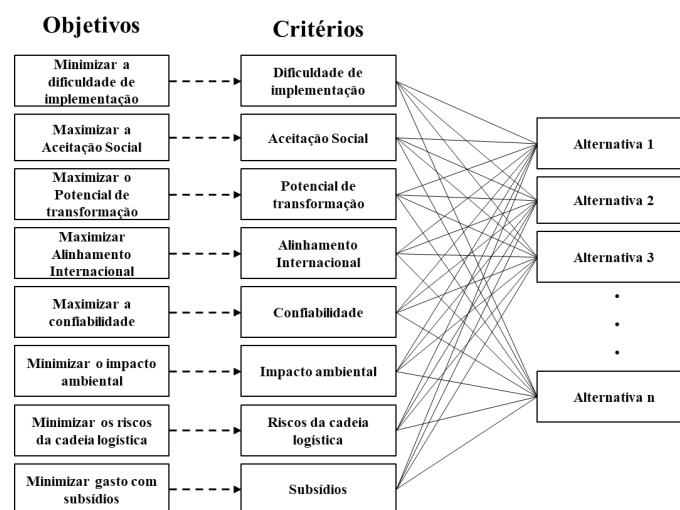 Objetivos
Critérios
Minimizar a
dificuldade de
implementação
Dificuldade de
implementação
Maximizar a
Aceitação Social
Aceitação Social
Maximizar o
Potencial de
transformação
Potencial de
transformação
Maximizar
Alinhamento
Internacional
Alinhamento
Internacional
Maximizar a
confiabilidade
Confiabilidade
Minimizar o impacto
ambiental
Impacto ambiental
Minimizar os riscos
da cadeia logística
Riscos da cadeia
logística
Minimizar gasto com
subsídios
Subsídios
Alternativa 1
Alternativa 2
Alternativa 3
Alternativa n